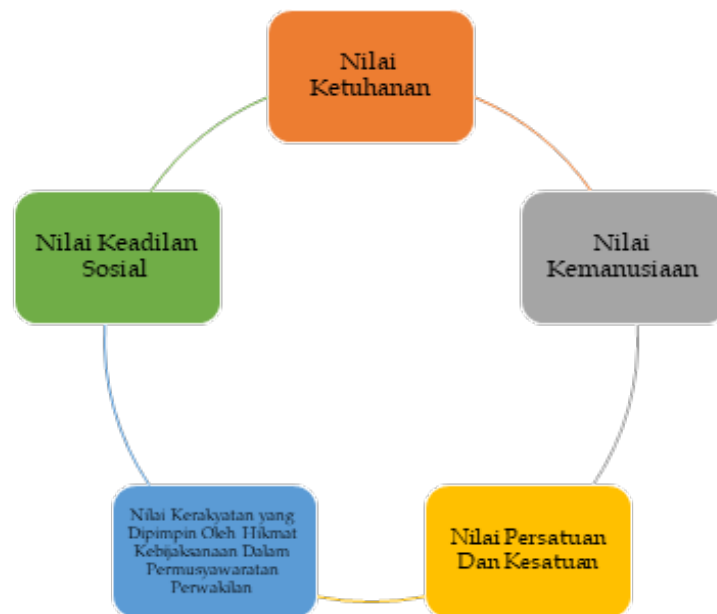 Nilai
Ketuhanan
Nilai
Kemanusiaan
Nilai Persatuan
Dan Kesatuan
Nilai Kerakyatan yang
Dipimpin Oleh Hikmat
Kebijaksanaan Dalam
Permusyawaratan
Perwakilan
Nilai Keadilan
Sosial